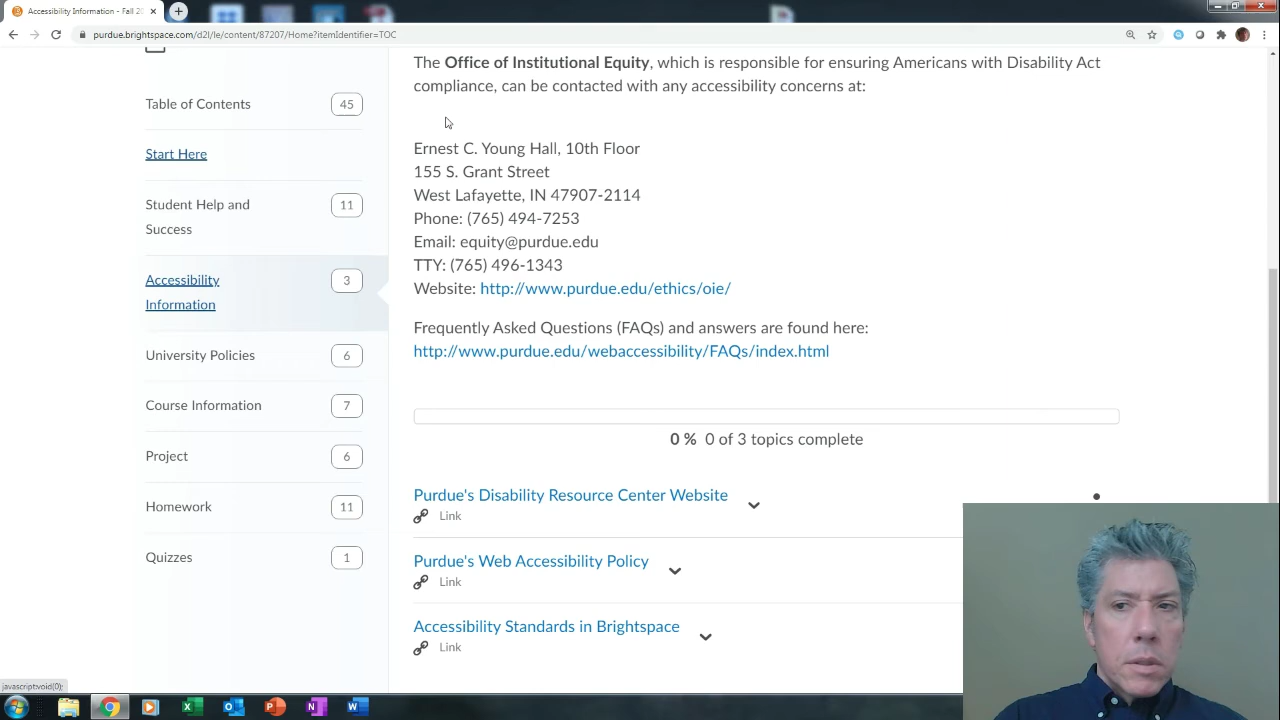 Accessibility Information - Fall 20
purdue.brightspace.com/d2l/le/content/87207/Home?itemIdentifier=TOC
The Office of Institutional Equity, which is responsible for ensuring Americans with Disability Act
compliance, can be contacted with any accessibility concerns at:
Ernest C. Young Hall, 10th Floor
155 S. Grant Street
West Lafayette, IN 47907-2114
Phone: (765) 494-7253
Email: equity@purdue.edu
TTY: (765) 496-1343
Website: http://www.purdue.edu/ethics/oie/
Frequently Asked Questions (FAQs) and answers are found here:
http://www.purdue.edu/webaccessibility/FAQs/index.html
0 % 0 of 3 topics complete
Purdue's Disability Resource Center Website
Link
Purdue's Web Accessibility Policy
Link
Accessibility Standards in Brightspace
Link
Table of Contents 45
Start Here
Student Help and 11
Success
Accessibility 3
Information
University Policies 6
Course Information 7
Project 6
Homework 11
Quizzes 1
javascript:void(0);